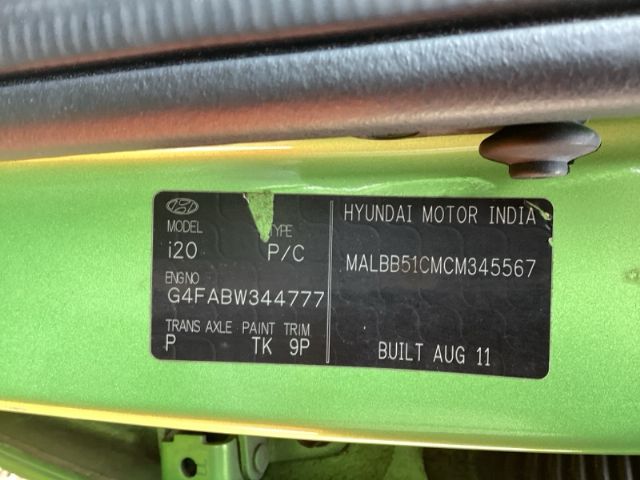 MODEL TYPE
i20 P/C
ENG NO
G4FABW344777
TRANS AXLE PAINT TRIM
P TK 9P
HYUNDAI MOTOR INDIA
MALBB51CMCM345567
BUILT AUG 11